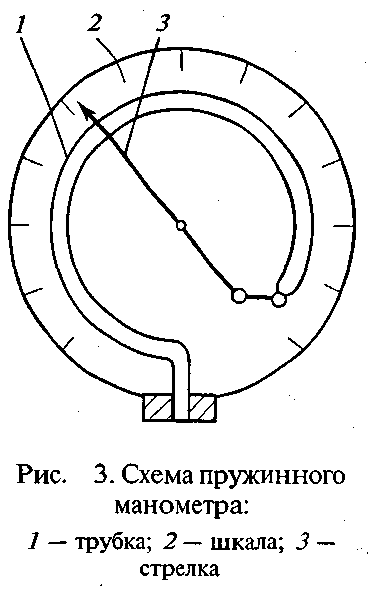 1 2 3
Рис. 3. Схема пружинного
манометра:
1 — трубка; 2 — шкала; 3 —
стрелка